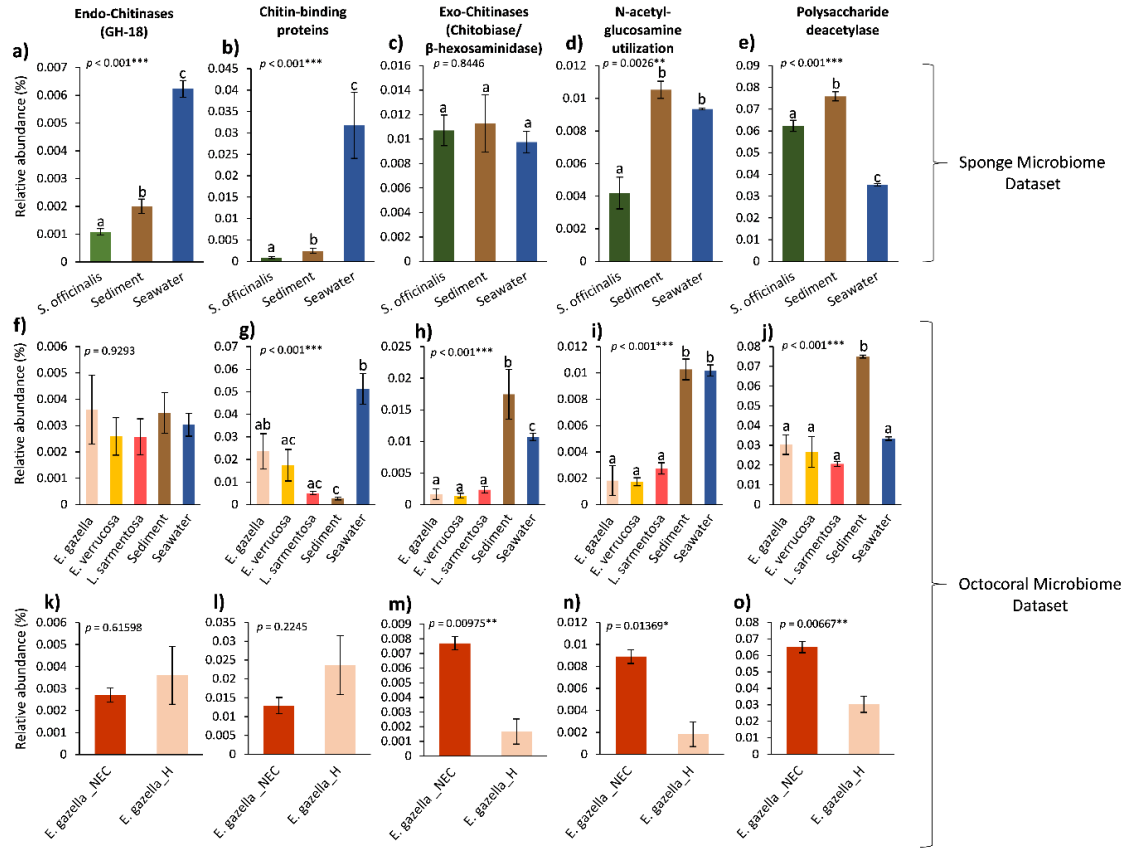 Endo-Chitinases
(GH-18)
Chitin-binding
proteins
Exo-Chitinases
(Chitobiase/
β-hexosaminidase)
N-acetyl-
glucosamine
utilization
Polysaccharide
deacetylase
a)
b)
c)
d)
e)
Relative abundance (%)
p < 0.001***
0.007
0.006
0.005
0.004
0.003
0.002
0.001
0
a
b
c
S. officinalis
Sediment
Seawater
p < 0.001***
0.045
0.04
0.035
0.03
0.025
0.02
0.015
0.01
0.005
0
a
b
c
S. officinalis
Sediment
Seawater
p = 0.8446
0.016
0.014
0.012
0.01
0.008
0.006
0.004
0.002
0.000
a
a
a
S. officinalis
Sediment
Seawater
p = 0.0026**
0.012
0.01
0.008
0.006
0.004
0.002
0
a
b
b
S. officinalis
Sediment
Seawater
p < 0.001***
0.09
0.08
0.07
0.06
0.05
0.04
0.03
0.02
0.01
0
a
b
c
S. officinalis
Sediment
Seawater
Sponge Microbiome
Dataset
f)
g)
h)
i)
j)
Relative abundance (%)
p = 0.9293
0.006
0.005
0.004
0.003
0.002
0.001
0
E. gazella
E. verrucosa
L. sarmentosa
Sediment
Seawater
p < 0.001***
0.07
0.06
0.05
0.04
0.03
0.02
0.01
0
ab
ac
ac
c
b
E. gazella
E. verrucosa
L. sarmentosa
Sediment
Seawater
p < 0.001***
0.025
0.02
0.015
0.01
0.005
0
a
a
a
b
c
E. gazella
E. verrucosa
L. sarmentosa
Sediment
Seawater
p < 0.001***
0.012
0.01
0.008
0.006
0.004
0.002
0
a
a
a
b
b
E. gazella
E. verrucosa
L. sarmentosa
Sediment
Seawater
p < 0.001***
0.08
0.07
0.06
0.05
0.04
0.03
0.02
0.01
0
a
a
a
b
a
E. gazella
E. verrucosa
L. sarmentosa
Sediment
Seawater
Octocoral Microbiome
Dataset
k)
l)
m)
n)
o)
Relative abundance (%)
p = 0.61598
0.006
0.005
0.004
0.003
0.002
0.001
0
E. gazella _NEC
E. gazella_H
p = 0.2245
0.035
0.03
0.025
0.02
0.015
0.01
0.005
0
E. gazella _NEC
E. gazella_H
p = 0.00975**
0.009
0.008
0.007
0.006
0.005
0.004
0.003
0.002
0.001
0
E. gazella _NEC
E. gazella_H
p = 0.01369*
0.012
0.01
0.008
0.006
0.004
0.002
0
E. gazella _NEC
E. gazella_H
p = 0.00667**
0.08
0.07
0.06
0.05
0.04
0.03
0.02
0.01
0
E. gazella _NEC
E. gazella_H